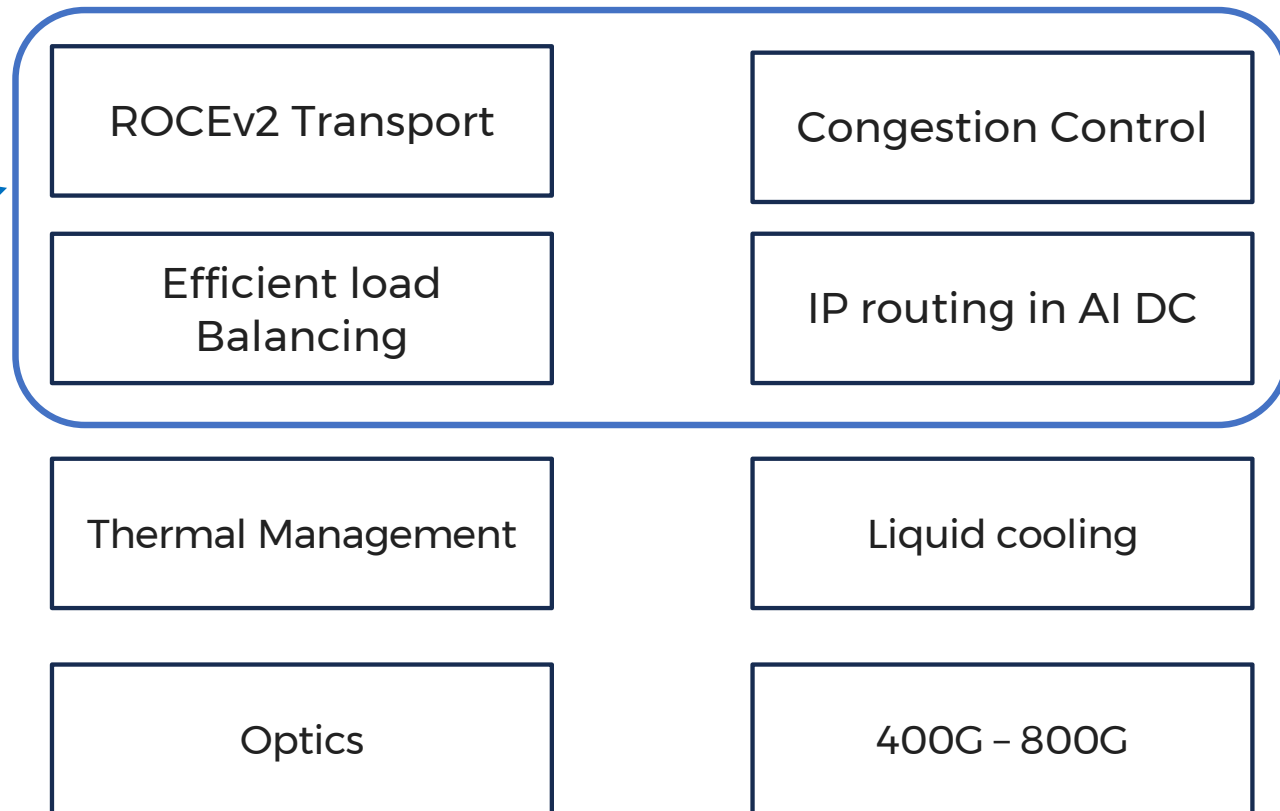 ROCEv2 Transport
Congestion Control
Efficient load
Balancing
IP routing in AI DC
Thermal Management
Liquid cooling
Optics
400G – 800G